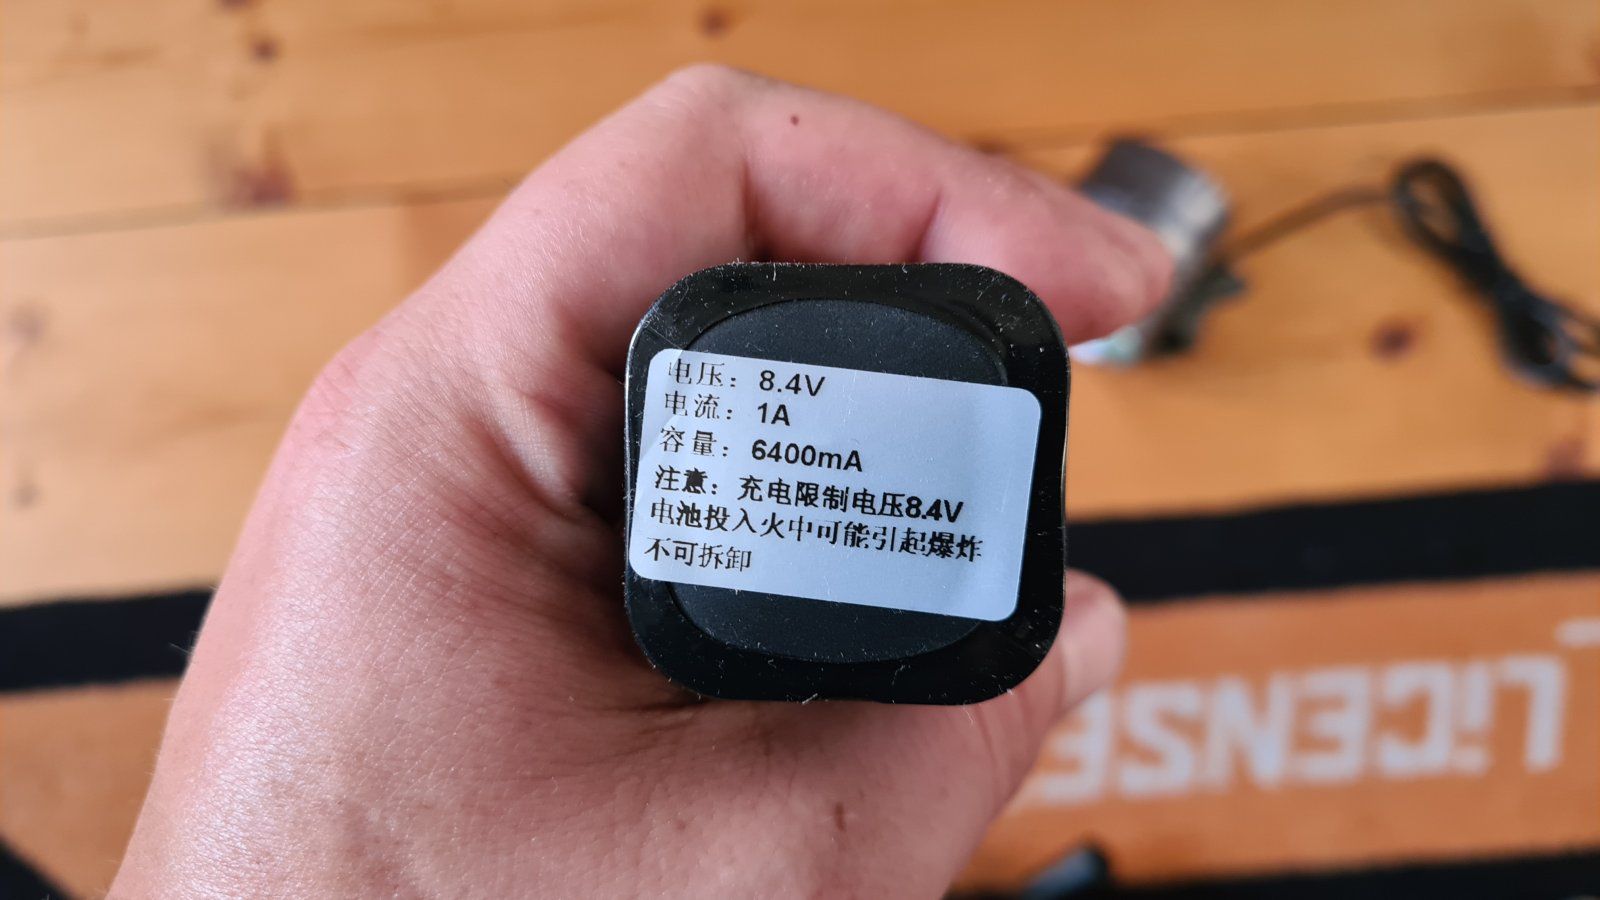 电压：8.4V
电流：1A
容量：6400mA
注意：充电限制电压8.4V
电池投入火中可能引起爆炸
不可拆卸
LiCENSE